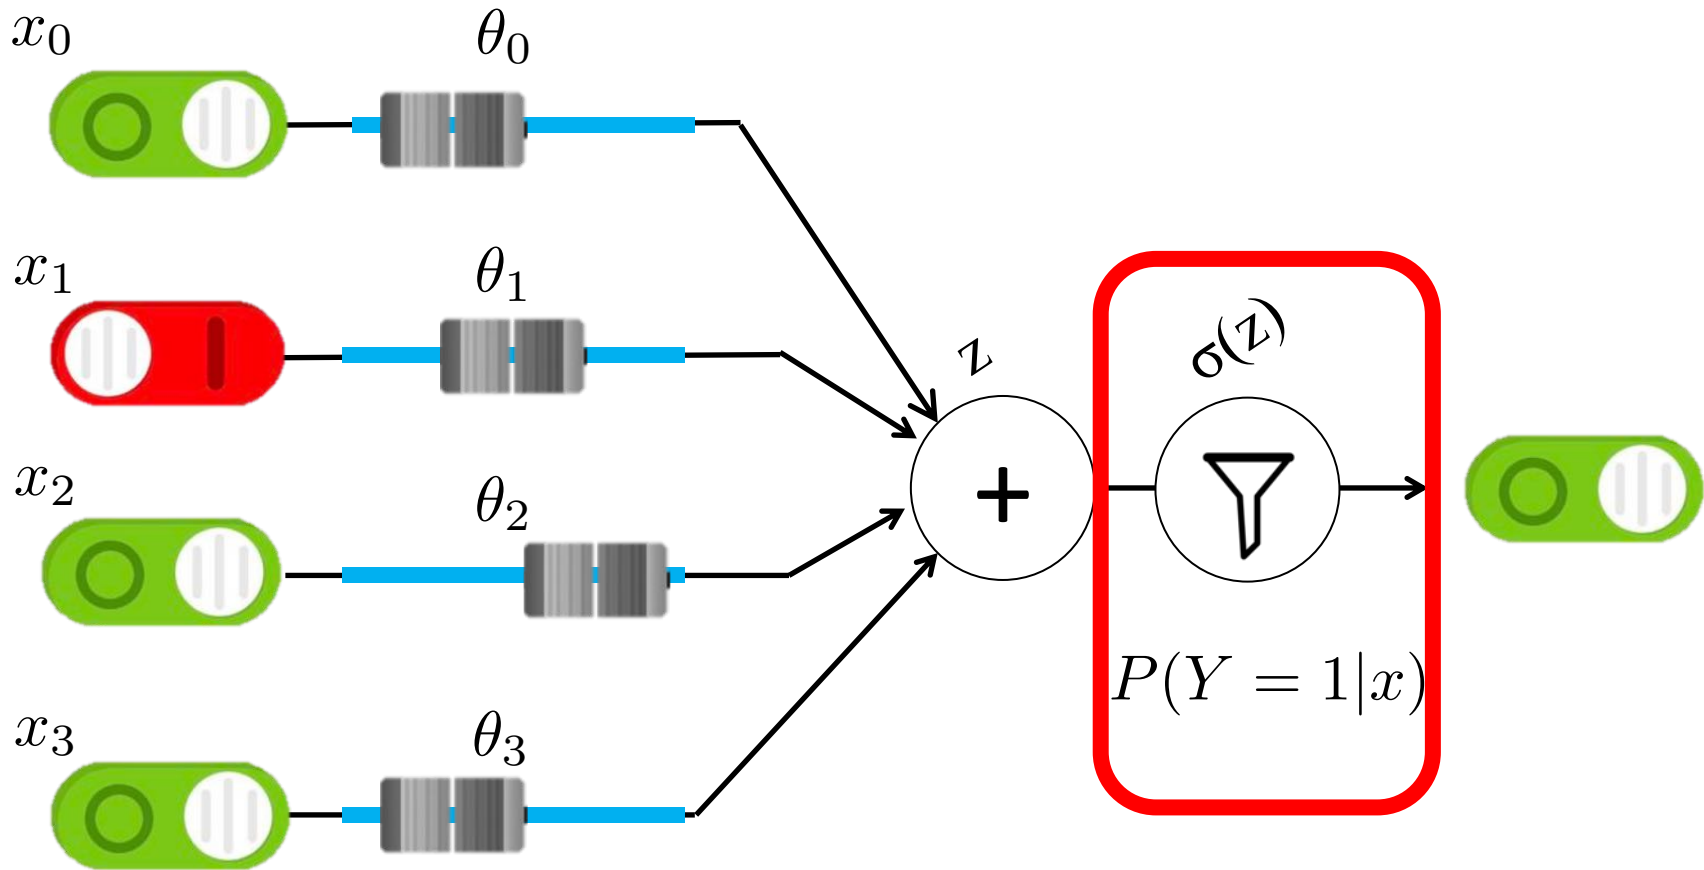 x₀
θ₀
x₁
θ₁
z
σ(z)
x₂
θ₂
+
P(Y = 1|x)
x₃
θ₃